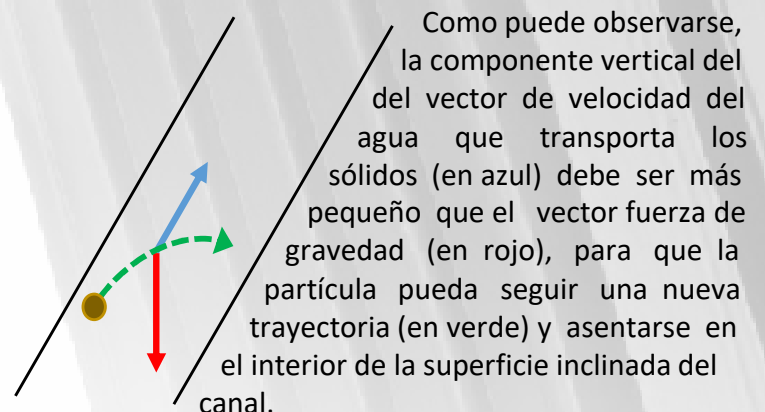 Como puede observarse,
la componente vertical del
del vector de velocidad del
agua que transporta los
sólidos (en azul) debe ser más
pequeño que el vector fuerza de
gravedad (en rojo), para que la
partícula pueda seguir una nueva
trayectoria (en verde) y asentarse en
el interior de la superficie inclinada del
canal.